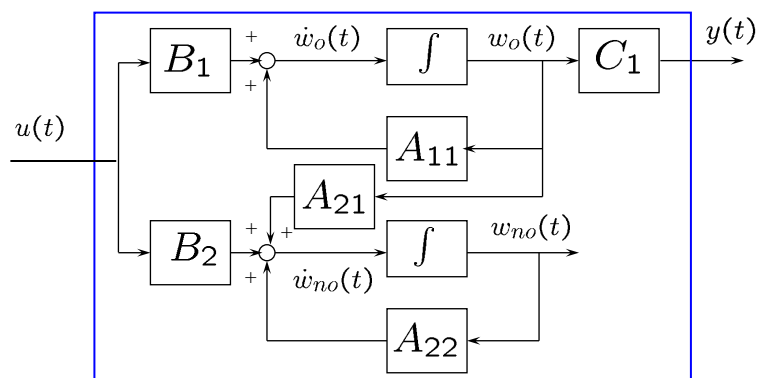 + ẇₒ(t) wₒ(t) y(t)
B₁ ∫ C₁
+
u(t)
A₁₁
A₂₁
+ + wₙₒ(t)
B₂ ∫
+ ẇₙₒ(t)
A₂₂